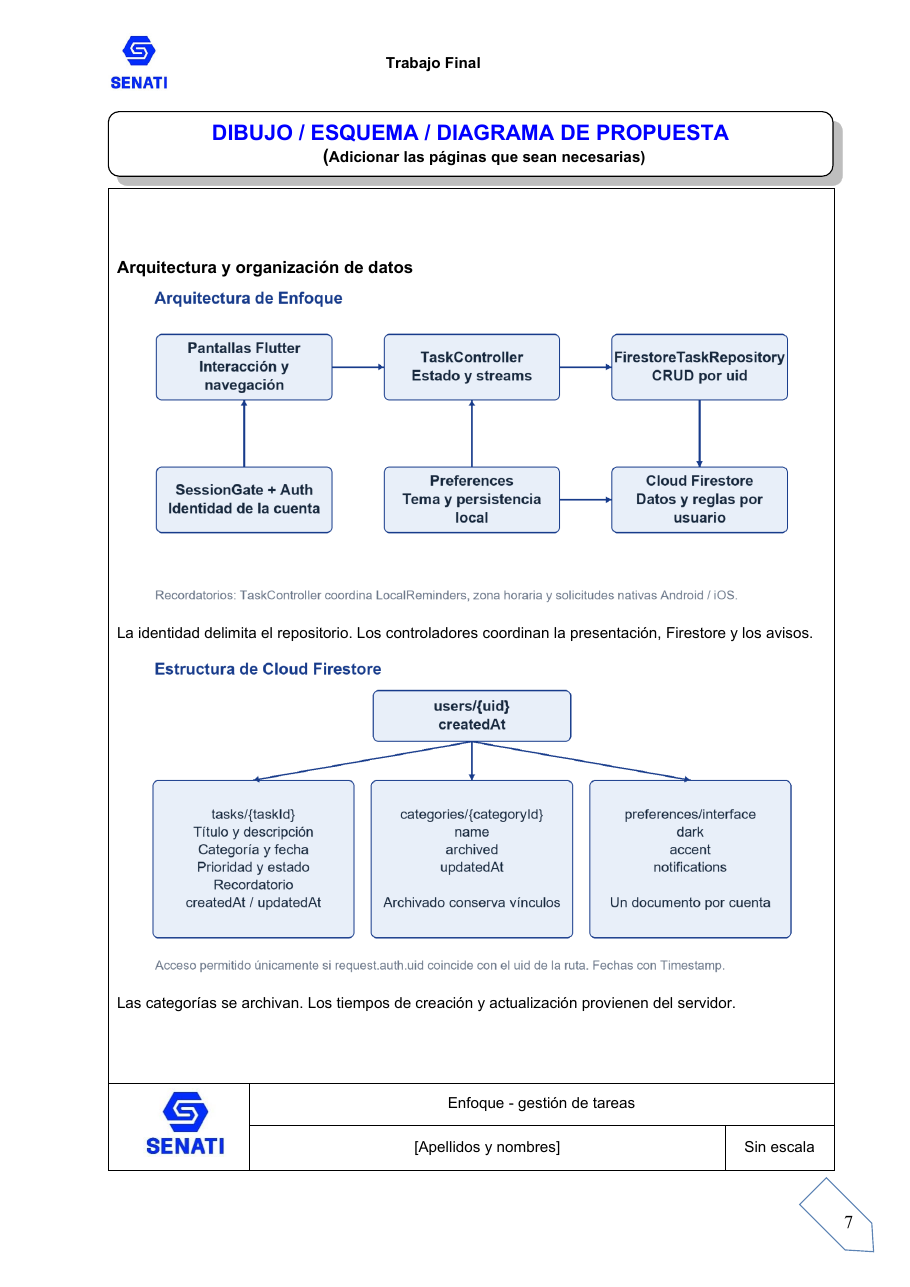 SENATI
Trabajo Final
DIBUJO / ESQUEMA / DIAGRAMA DE PROPUESTA
(Adicionar las páginas que sean necesarias)
Arquitectura y organización de datos
Arquitectura de Enfoque
Pantallas Flutter
Interacción y
navegación
TaskController
Estado y streams
FirestoreTaskRepository
CRUD por uid
SessionGate + Auth
Identidad de la cuenta
Preferences
Tema y persistencia
local
Cloud Firestore
Datos y reglas por
usuario
Recordatorios: TaskController coordina LocalReminders, zona horaria y solicitudes nativas Android / iOS.
La identidad delimita el repositorio. Los controladores coordinan la presentación, Firestore y los avisos.
Estructura de Cloud Firestore
users/{uid}
createdAt
tasks/{taskId}
Título y descripción
Categoría y fecha
Prioridad y estado
Recordatorio
createdAt / updatedAt
categories/{categoryId}
name
archived
updatedAt
Archivado conserva vínculos
preferences/interface
dark
accent
notifications
Un documento por cuenta
Acceso permitido únicamente si request.auth.uid coincide con el uid de la ruta. Fechas con Timestamp.
Las categorías se archivan. Los tiempos de creación y actualización provienen del servidor.
SENATI
Enfoque - gestión de tareas
[Apellidos y nombres]
Sin escala
7